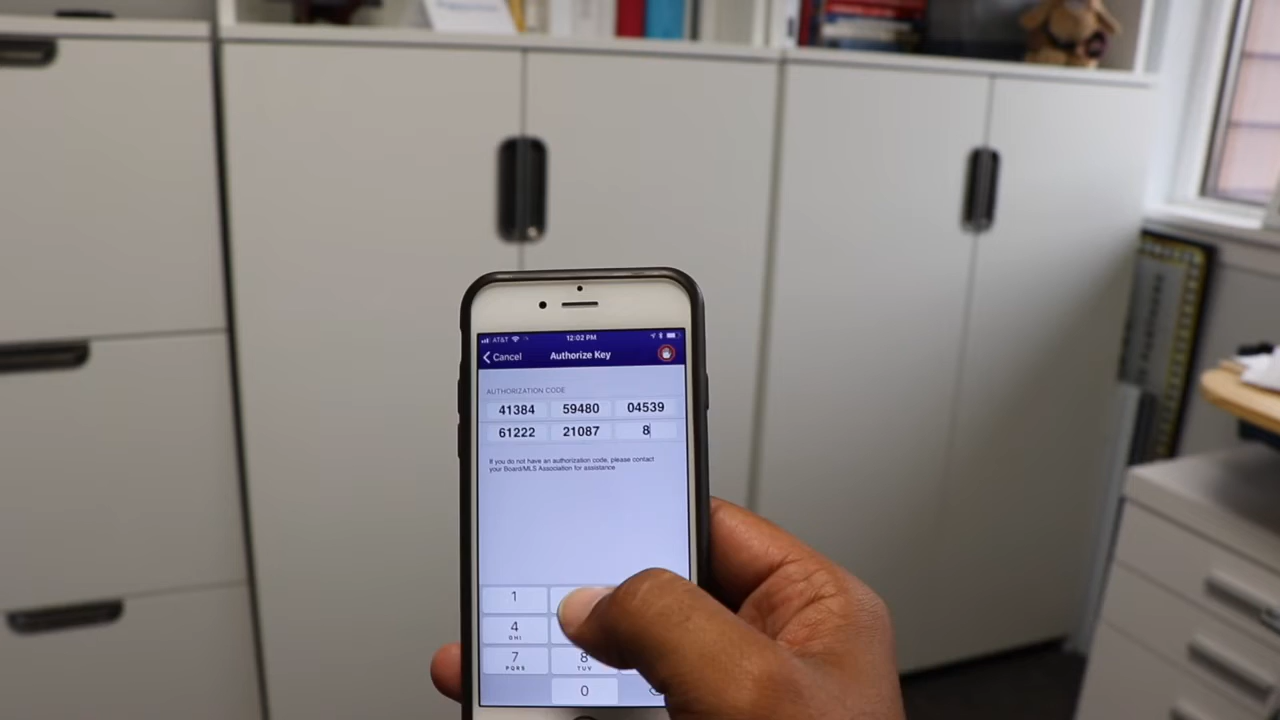 AT&T 12:02 PM
Cancel Authorize Key
AUTHORIZATION CODE
41384 59480 04539
61222 21087 8
If you do not have an authorization code, please contact
your Board/MLS Association for assistance
1
4
GHI
7 8
PQRS TUV
0